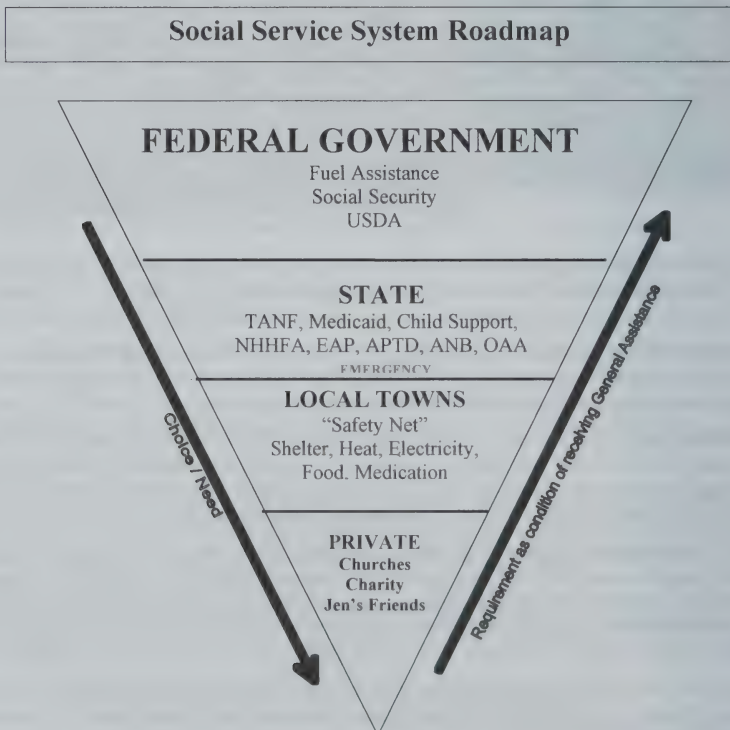 Social Service System Roadmap
FEDERAL GOVERNMENT
Fuel Assistance
Social Security
USDA
STATE
TANF, Medicaid, Child Support,
NHHFA, EAP, APTD, ANB, OAA
EMERGENCY
LOCAL TOWNS
“Safety Net”
Shelter, Heat, Electricity,
Food. Medication
PRIVATE
Churches
Charity
Jen's Friends
Choice / Need
Requirement as condition of receiving General Assistance